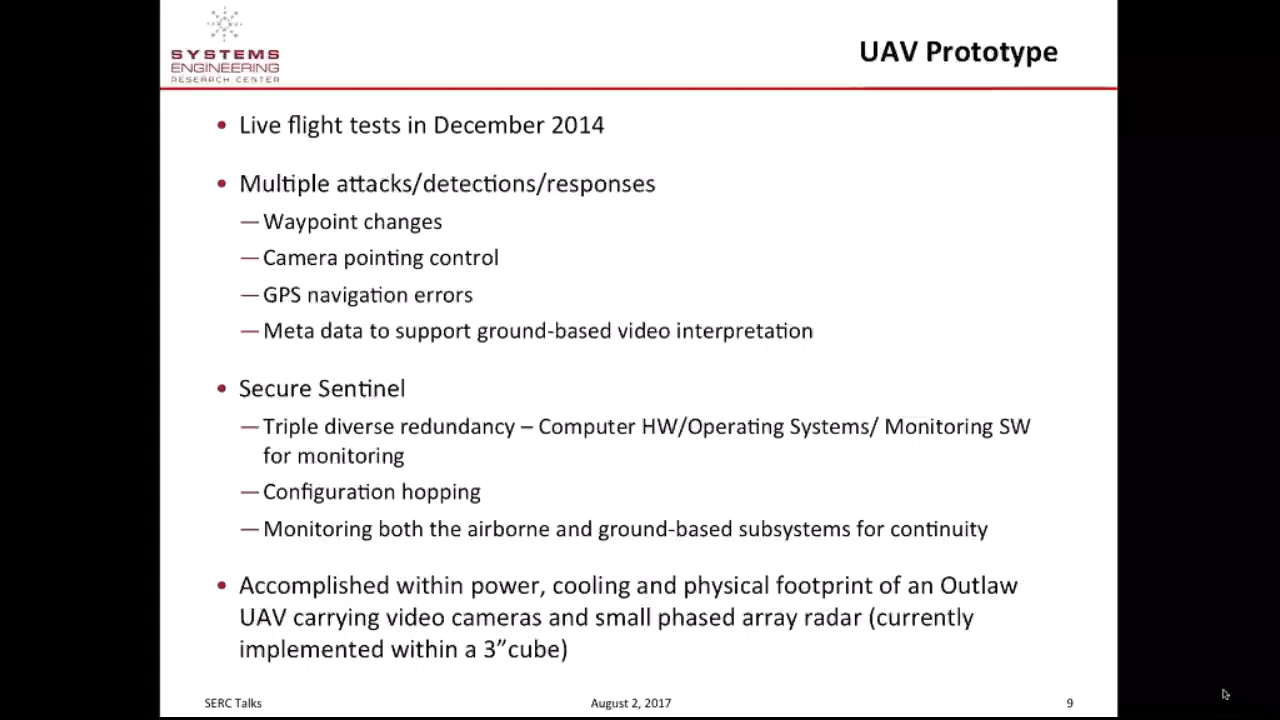 SYSTEMS
ENGINEERING
RESEARCH CENTER
UAV Prototype
• Live flight tests in December 2014
• Multiple attacks/detections/responses
— Waypoint changes
— Camera pointing control
— GPS navigation errors
— Meta data to support ground-based video interpretation
• Secure Sentinel
— Triple diverse redundancy – Computer HW/Operating Systems/ Monitoring SW
for monitoring
— Configuration hopping
— Monitoring both the airborne and ground-based subsystems for continuity
• Accomplished within power, cooling and physical footprint of an Outlaw
UAV carrying video cameras and small phased array radar (currently
implemented within a 3”cube)
SERC Talks
August 2, 2017
9